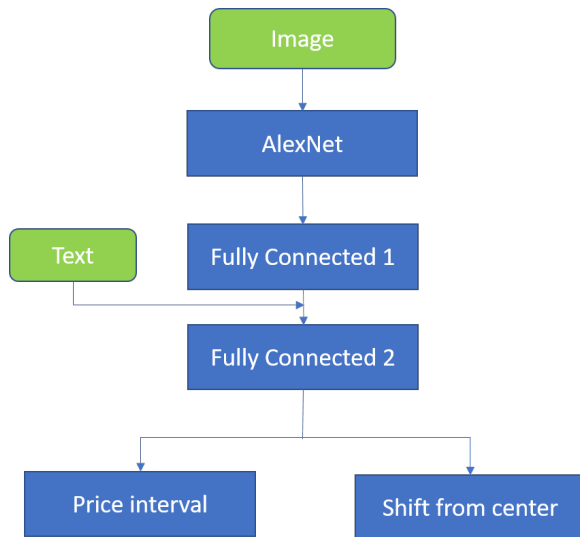 Image
AlexNet
Fully Connected 1
Text
Fully Connected 2
Price interval
Shift from center